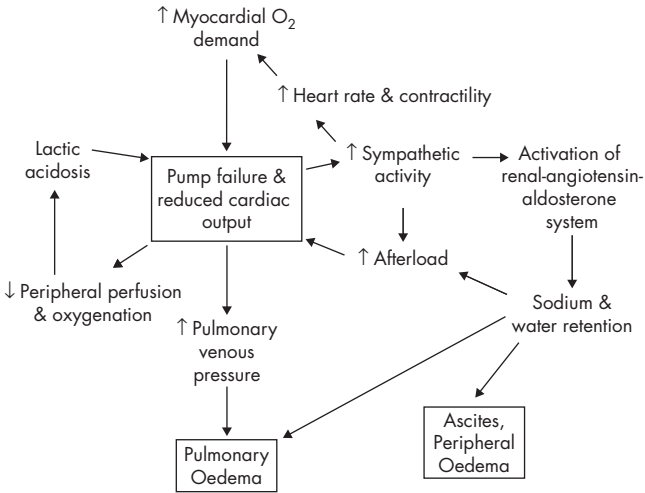 ↑ Myocardial O₂
demand
↑ Heart rate & contractility
Lactic
acidosis
Pump failure &
reduced cardiac
output
↑ Sympathetic
activity
Activation of
renal-angiotensin-
aldosterone
system
↑ Afterload
↓ Peripheral perfusion
& oxygenation
↑ Pulmonary
venous
pressure
Sodium &
water retention
Pulmonary
Oedema
Ascites,
Peripheral
Oedema